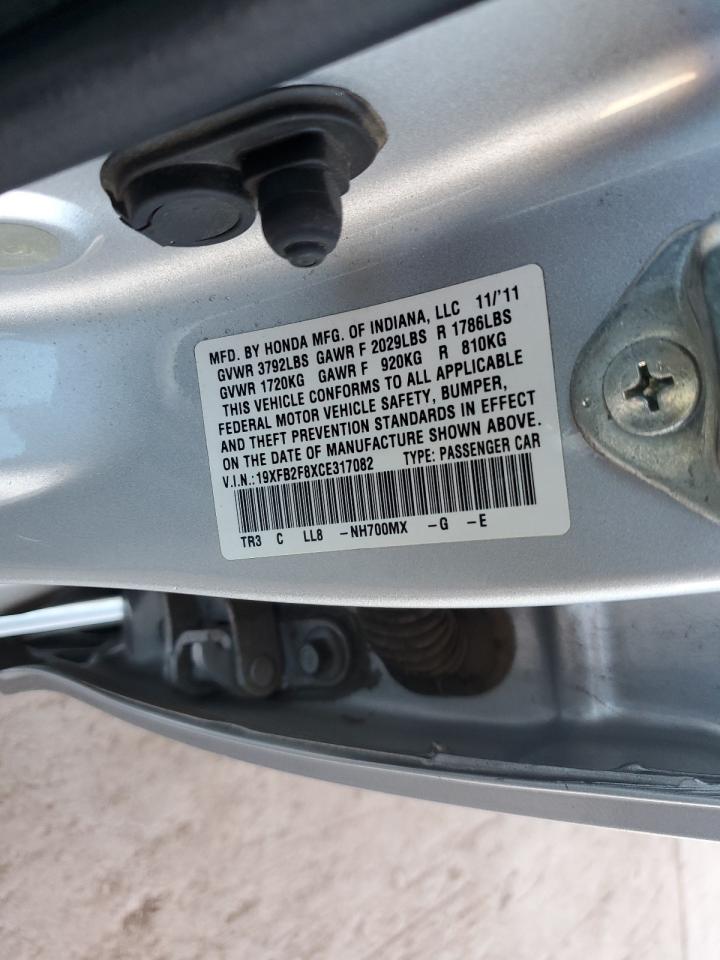 MFD. BY HONDA MFG. OF INDIANA, LLC 11/'11
GVWR 3792LBS GAWR F 2029LBS R 1786LBS
GVWR 1720KG GAWR F 920KG R 810KG
THIS VEHICLE CONFORMS TO ALL APPLICABLE
FEDERAL MOTOR VEHICLE SAFETY, BUMPER,
AND THEFT PREVENTION STANDARDS IN EFFECT
ON THE DATE OF MANUFACTURE SHOWN ABOVE.
V.I.N.:19XFB2F8XCE317082 TYPE: PASSENGER CAR
TR3 C LL8 -NH700MX -G -E